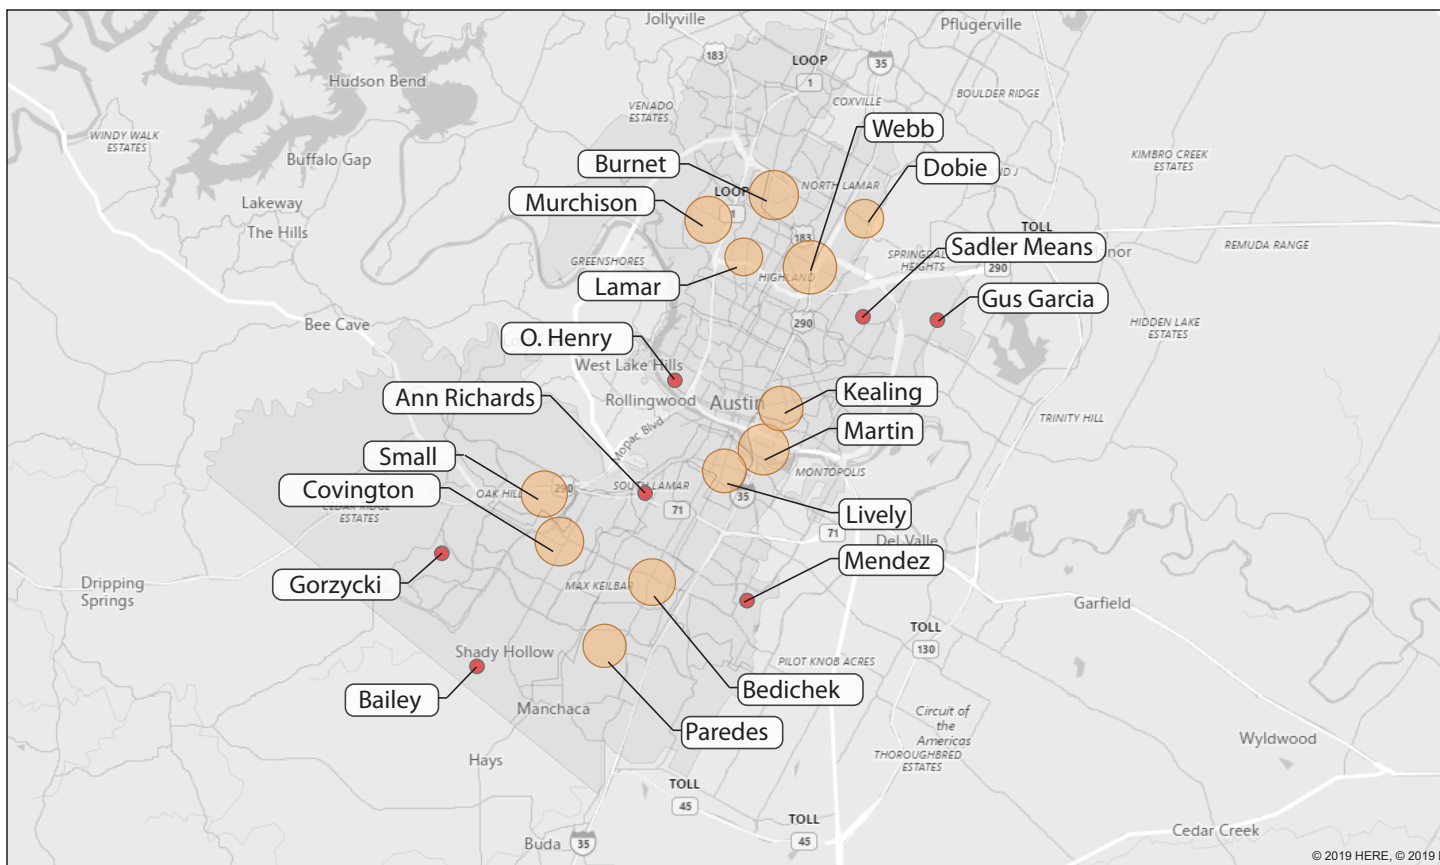 Jollyville
Pflugerville
183
LOOP
1
35
Hudson Bend
BOULDER RIDGE
VENADO
ESTATES
COXVILLE
WINDY WALK
ESTATES
Webb
Buffalo Gap
Burnet
Dobie
KIMBRO CREEK
ESTATES
NORTH LAMAR
LOOP
1
Murchison
Lakeway
The Hills
TOLL
183
Sadler Means
REMUDA RANGE
GREENSHORES
HIGHLAND
290
Lamar
Gus Garcia
Bee Cave
290
HIDDEN LAKE
ESTATES
O. Henry
West Lake Hills
Ann Richards
Rollingwood
Austin
Kealing
TRINITY HILL
Mopac Blvd
Martin
Small
MONTOPOLIS
Covington
OAK HILL
290
SOUTH LAMAR
35
ESTATES
71
Lively
71
Del Valle
Mendez
Gorzycki
Dripping
Springs
MAX KEILBAR
Garfield
TOLL
130
Shady Hollow
PILOT KNOB ACRES
Bailey
Bedichek
Manchaca
Paredes
Circuit of
the
Americas
THOROUGHBRED
ESTATES
Wyldwood
Hays
TOLL
45
TOLL
45
Buda
35
Cedar Creek
© 2019 HERE, © 2019